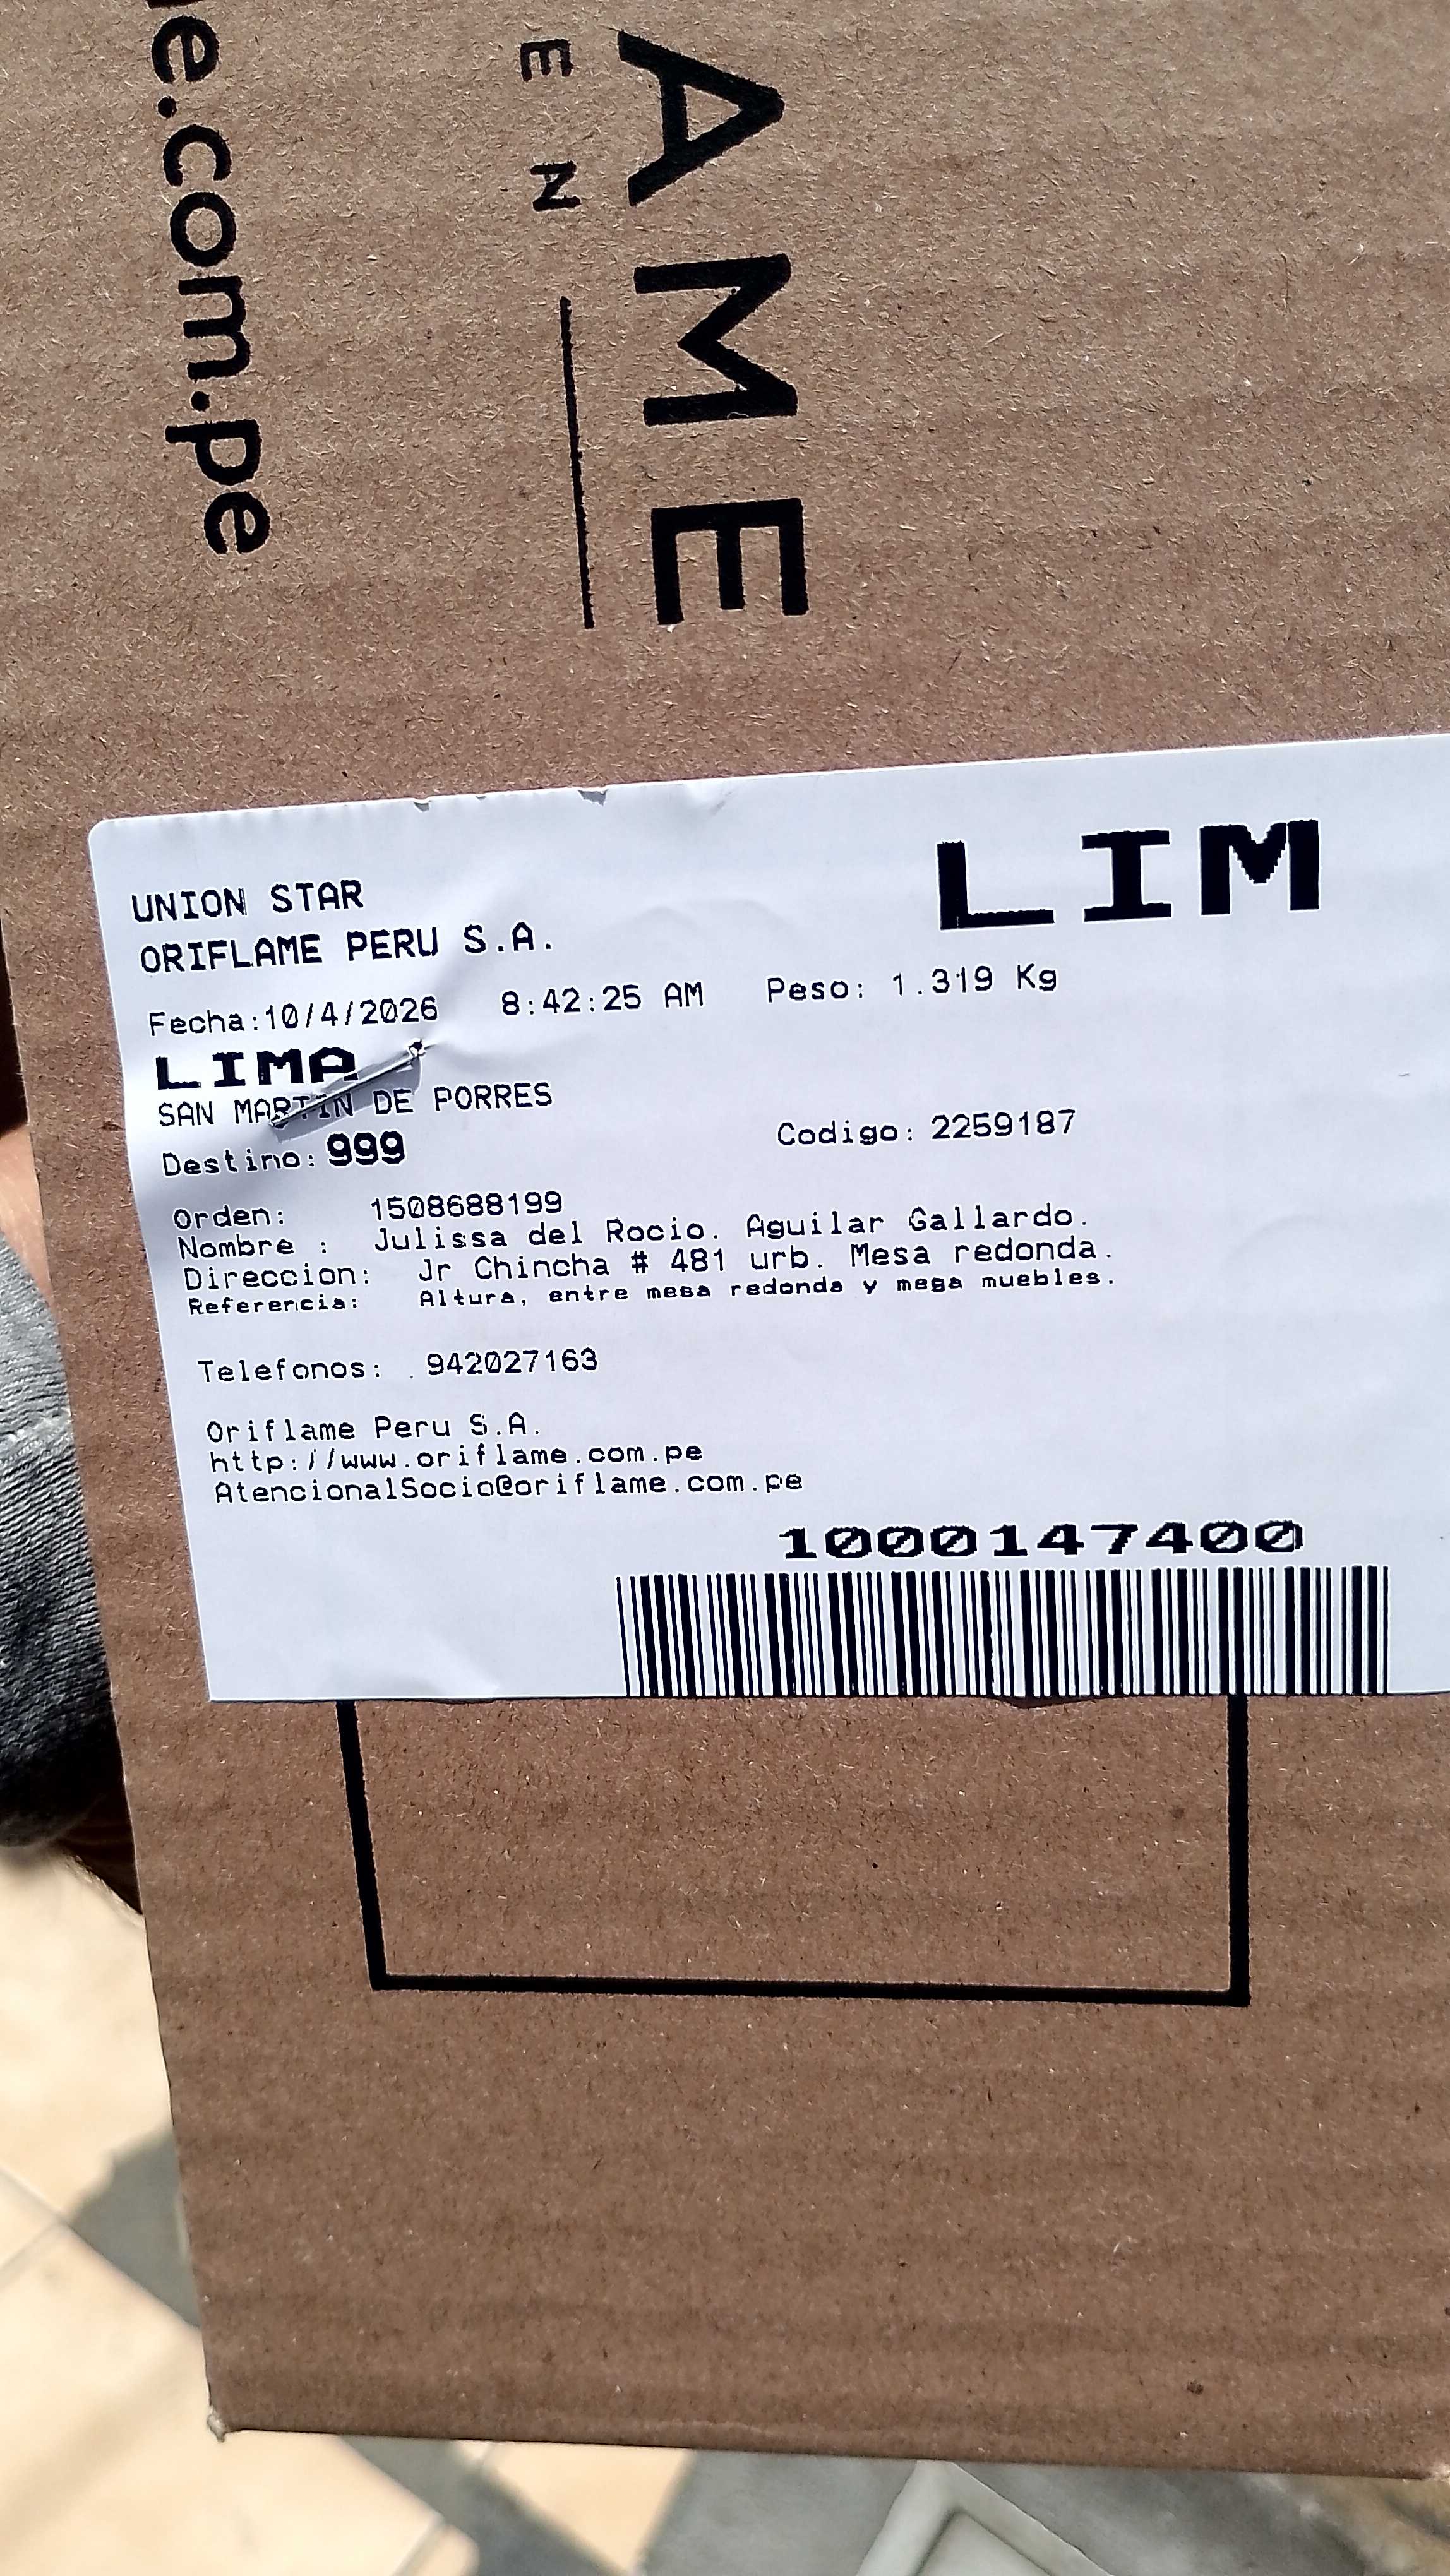 e.com.pe
E N
AME
LIM
UNION STAR
ORIFLAME PERU S.A.
Fecha:10/4/2026 8:42:25 AM Peso: 1.319 Kg
LIMA
SAN MARTIN DE PORRES
Destino: 999 Codigo: 2259187
Orden: 1508688199
Nombre : Julissa del Rocio. Aguilar Gallardo.
Direccion: Jr Chincha # 481 urb. Mesa redonda.
Referencia: Altura, entre mesa redonda y mega muebles.
Telefonos: . 942027163
Oriflame Peru S.A.
http://www.oriflame.com.pe
AtencionalSocio@oriflame.com.pe
1000147400